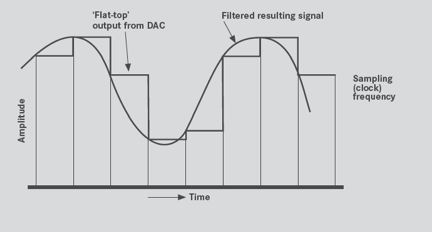 'Flat-top'
output from DAC
Filtered resulting signal
Sampling
(clock)
frequency
Amplitude
Time